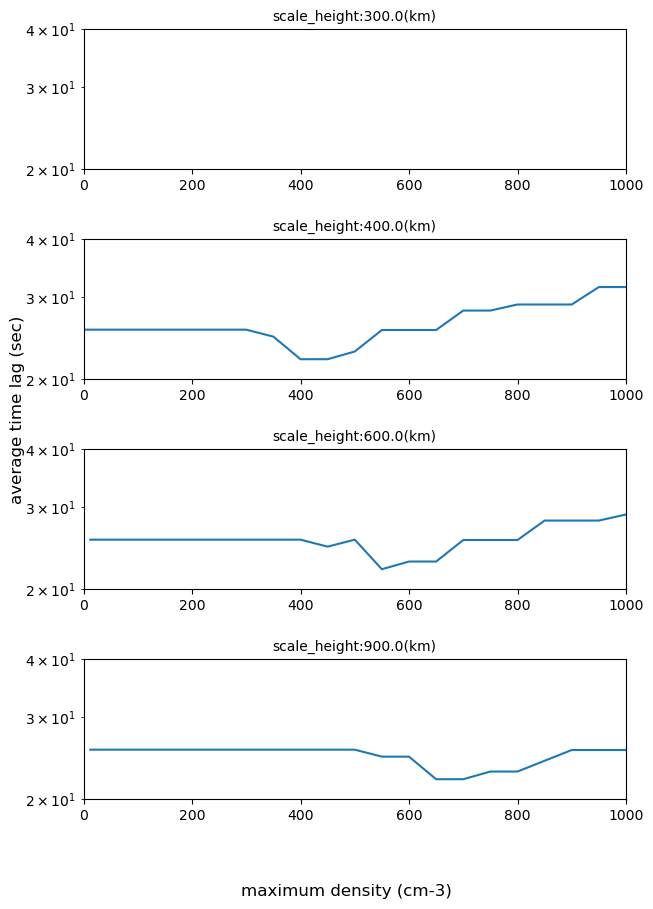 scale_height:300.0(km)
4 × 10¹
3 × 10¹
2 × 10¹
0 200 400 600 800 1000
scale_height:400.0(km)
4 × 10¹
3 × 10¹
2 × 10¹
0 200 400 600 800 1000
average time lag (sec)
scale_height:600.0(km)
4 × 10¹
3 × 10¹
2 × 10¹
0 200 400 600 800 1000
scale_height:900.0(km)
4 × 10¹
3 × 10¹
2 × 10¹
0 200 400 600 800 1000
maximum density (cm-3)